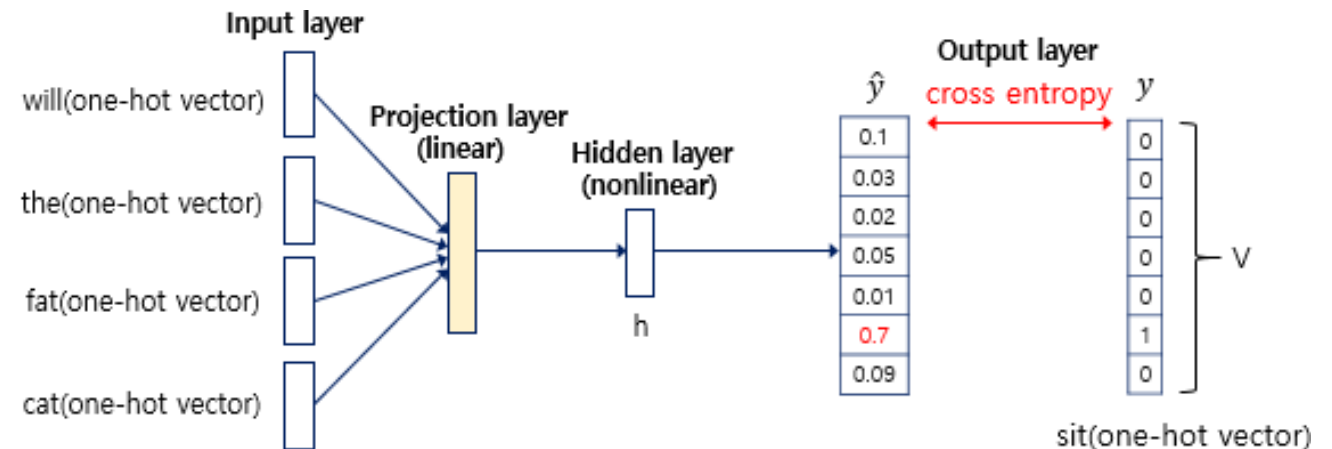 Input layer
will(one-hot vector)
the(one-hot vector)
fat(one-hot vector)
cat(one-hot vector)
Projection layer
(linear)
Hidden layer
(nonlinear)
h
Output layer
ŷ
cross entropy
y
0.1
0.03
0.02
0.05
0.01
0.7
0.09
0
0
0
0
0
1
0
V
sit(one-hot vector)